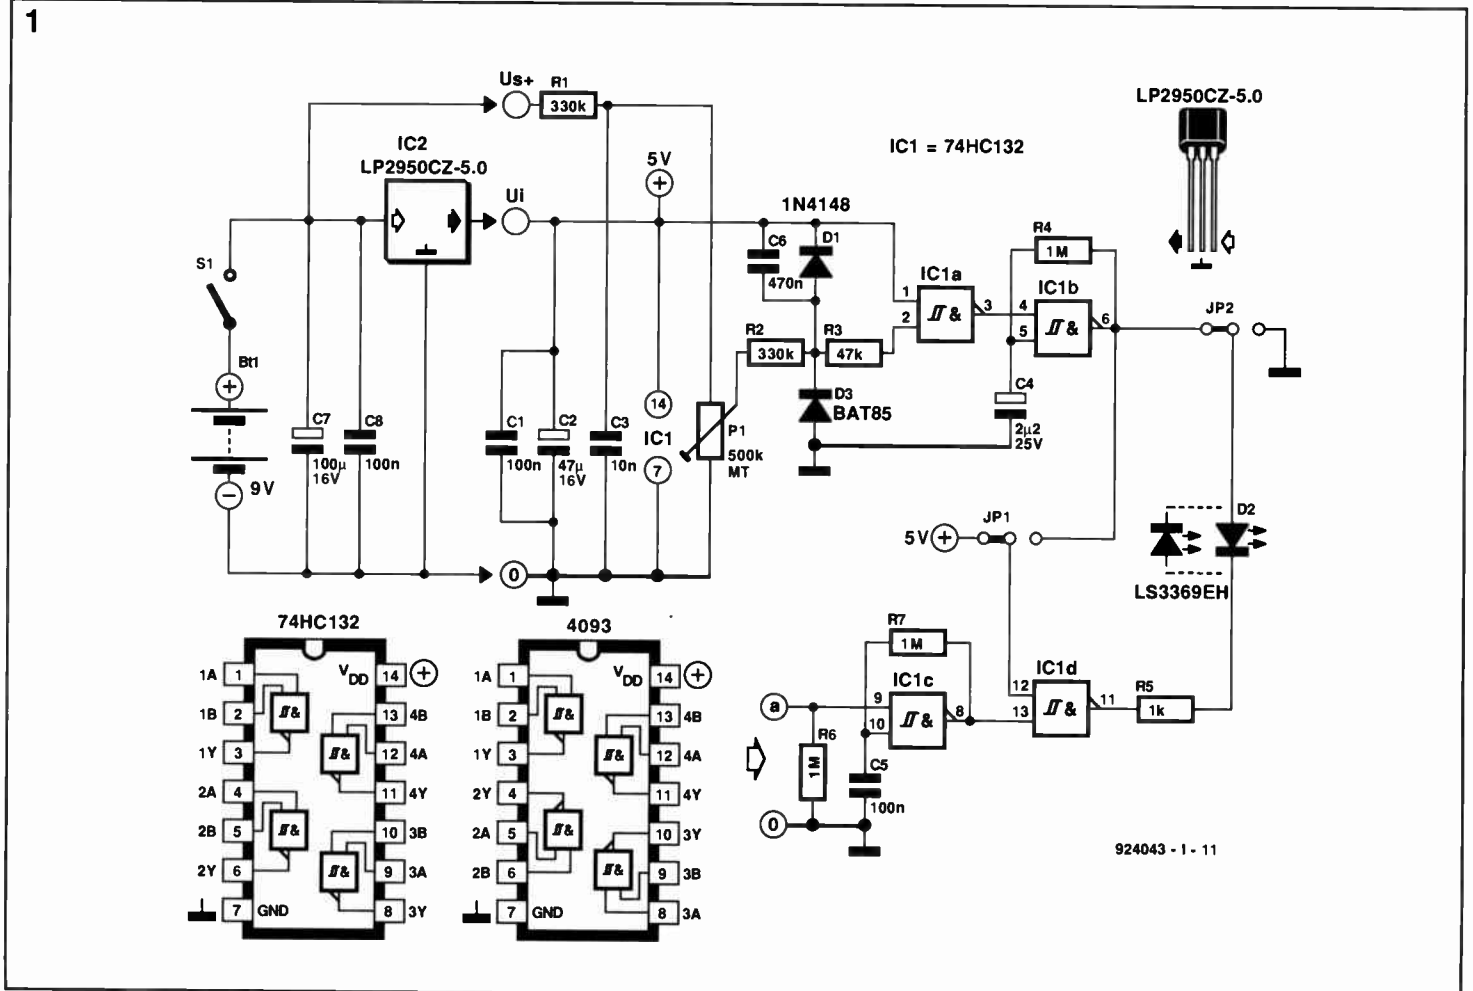 1
Us+
R1
330k
LP2950CZ-5.0
IC2
LP2950CZ-5.0
IC1 = 74HC132
5V
+
Ui
1N4148
C6
470n
D1
R4
1M
S1
IC1a
1
2
3
&
IC1b
4
5
6
&
JP2
R2
330k
R3
47k
Bt1
+
C4
2µ2
25V
D3
BAT85
14
IC1
7
P1
500k
MT
C7
100µ
16V
C8
100n
C1
100n
C2
47µ
16V
C3
10n
9V
−
0
5V
+
JP1
D2
LS3369EH
74HC132
4093
R7
1M
IC1c
9
10
8
&
IC1d
12
13
11
&
R5
1k
a
R6
1M
C5
100n
0
1A
1
VDD
14
+
1B
2
&
13
4B
1Y
3
&
12
4A
2A
4
11
4Y
2B
5
&
10
3B
2Y
6
&
9
3A
7
GND
8
3Y
1A
1
VDD
14
+
1B
2
&
13
4B
1Y
3
&
12
4A
2Y
4
11
4Y
2A
5
&
10
3Y
2B
6
&
9
3B
7
GND
8
3A
924043 - I - 11